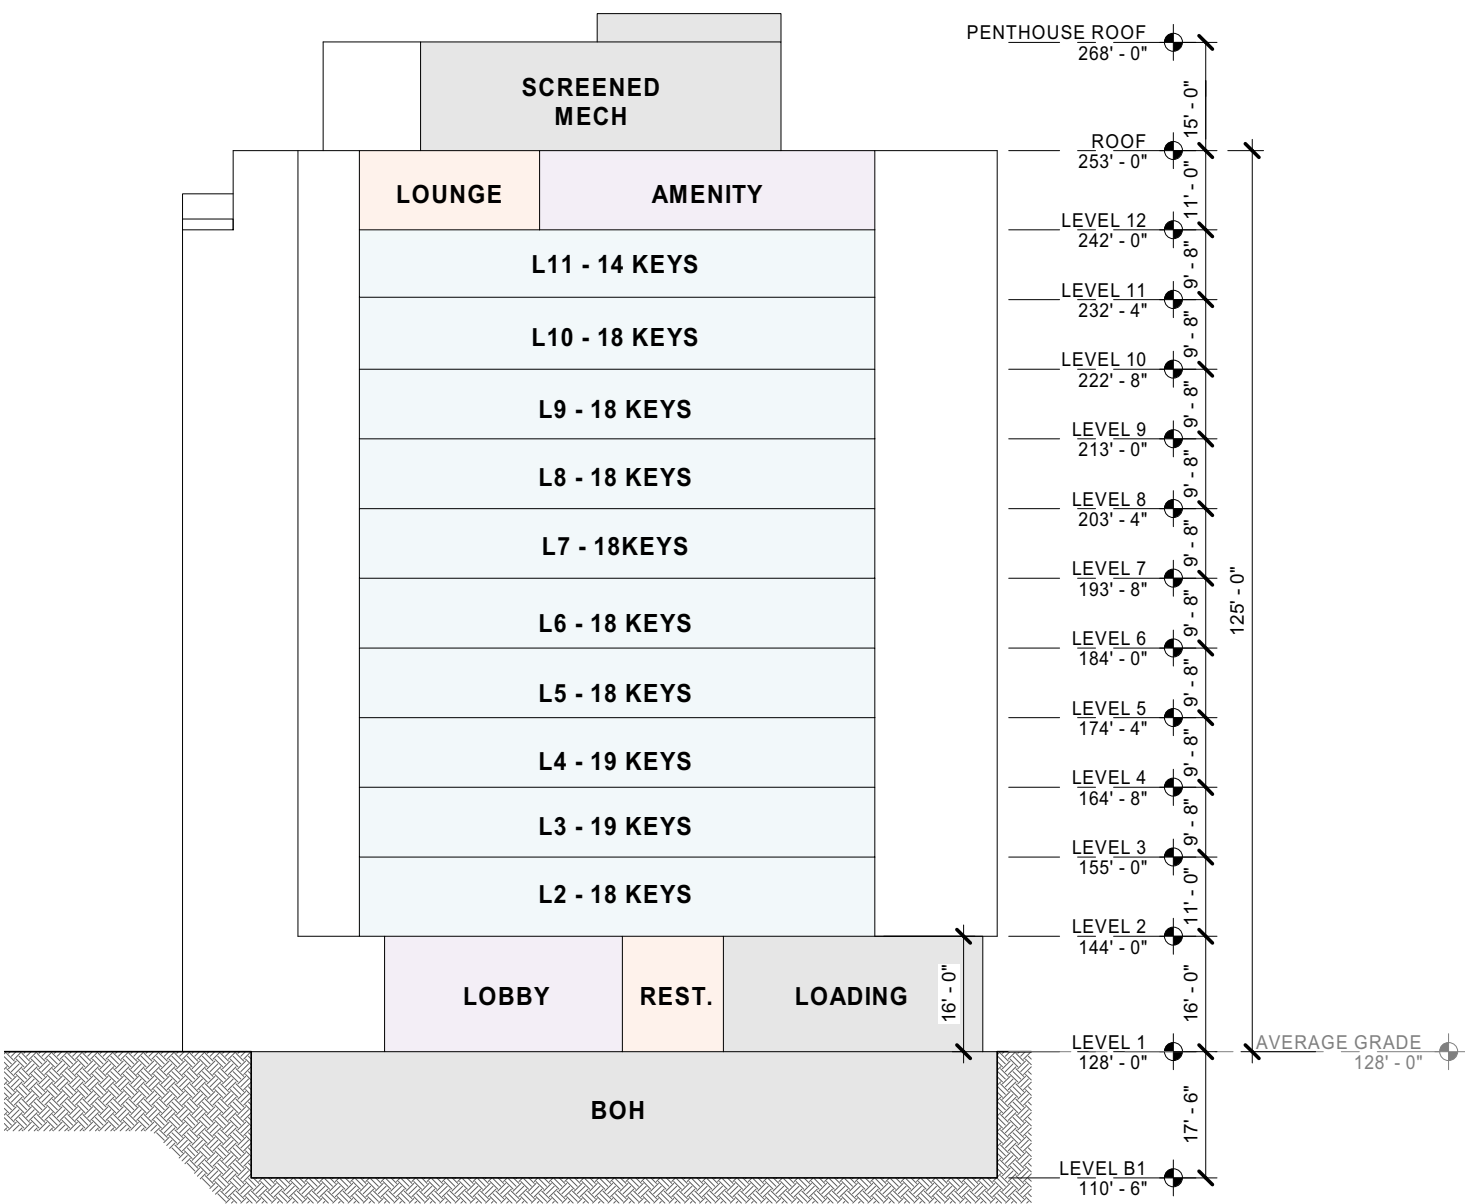 PENTHOUSE ROOF
268' - 0"
SCREENED
MECH
15' - 0"
ROOF
253' - 0"
LOUNGE
AMENITY
11' - 0"
LEVEL 12
242' - 0"
L11 - 14 KEYS
9' - 8"
LEVEL 11
232' - 4"
L10 - 18 KEYS
9' - 8"
LEVEL 10
222' - 8"
L9 - 18 KEYS
9' - 8"
LEVEL 9
213' - 0"
L8 - 18 KEYS
9' - 8"
LEVEL 8
203' - 4"
L7 - 18KEYS
9' - 8"
LEVEL 7
193' - 8"
125' - 0"
L6 - 18 KEYS
9' - 8"
LEVEL 6
184' - 0"
L5 - 18 KEYS
9' - 8"
LEVEL 5
174' - 4"
L4 - 19 KEYS
9' - 8"
LEVEL 4
164' - 8"
L3 - 19 KEYS
9' - 8"
LEVEL 3
155' - 0"
L2 - 18 KEYS
11' - 0"
LEVEL 2
144' - 0"
LOBBY
REST.
LOADING
16' - 0"
16' - 0"
LEVEL 1
128' - 0"
AVERAGE GRADE
128' - 0"
BOH
17' - 6"
LEVEL B1
110' - 6"